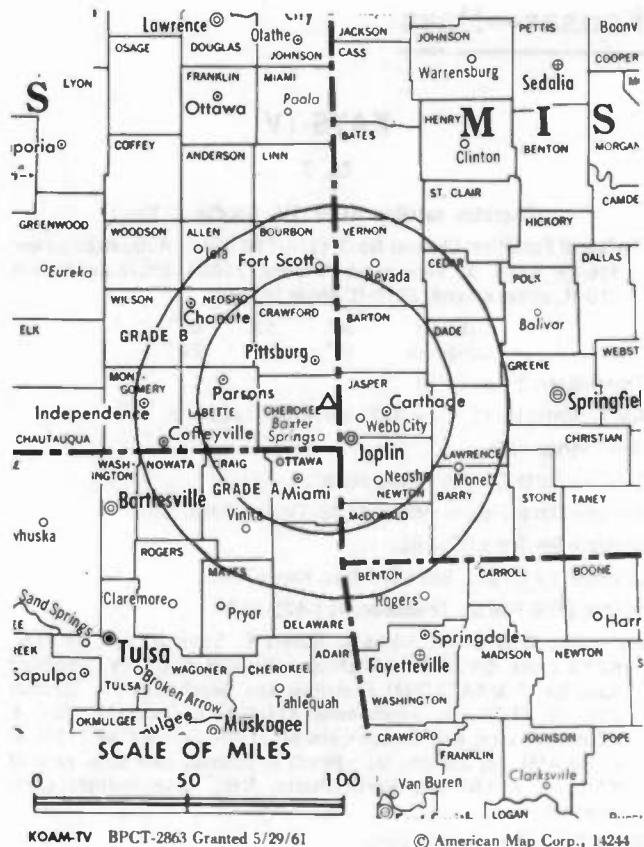 Lawrence City JACKSON JOHNSON PETTIS Boonv
OSAGE DOUGLAS Olathe JOHNSON CASS COOPER
LYON FRANKLIN MIAMI Warrensburg Sedalia
S Ottawa Paola HENRY M I S
COFFEY BATES Clinton BENTON MORGAN
poria ANDERSON LINN
ST. CLAIR CAMDE
GREENWOOD WOODSON ALLEN BOURBON VERNON HICKORY
Iola Fort Scott CEDAR DALLAS
Eureka Nevada POLK
WILSON NEOSHO BARTON
Chanute CRAWFORD Bolivar
ELK GRADE B DADE WEBST
Pittsburg GREENE
MONT-
GOMERY Parsons JASPER Springfiel
Independence LABETTE CHEROKEE Carthage
Baxter Webb City CHRISTIAN
CHAUTAUQUA Coffeyville Springs Joplin LAWRENCE
WASH- NOWATA CRAIG OTTAWA Neosho Monett
INGTON GRADE A NEWTON BARRY STONE TANEY
Bartlesville Miami
whuska Vinita McDONALD
ROGERS BENTON CARROLL BOONE
MAYES
Claremore Rogers
Sand Springs Pryor DELAWARE Harr
Springdale
Tulsa ADAIR MADISON NEWTON
CREEK WAGONER CHEROKEE Fayetteville
Sapulpa Broken Arrow WASHINGTON
TULSA Tahlequah
OKMULGEE Muskogee CRAWFORD JOHNSON POPE
SCALE OF MILES FRANKLIN
0 50 100 Van Buren Clarksville
LOGAN
KOAM-TV BPCT-2863 Granted 5/29/61 © American Map Corp., 14244